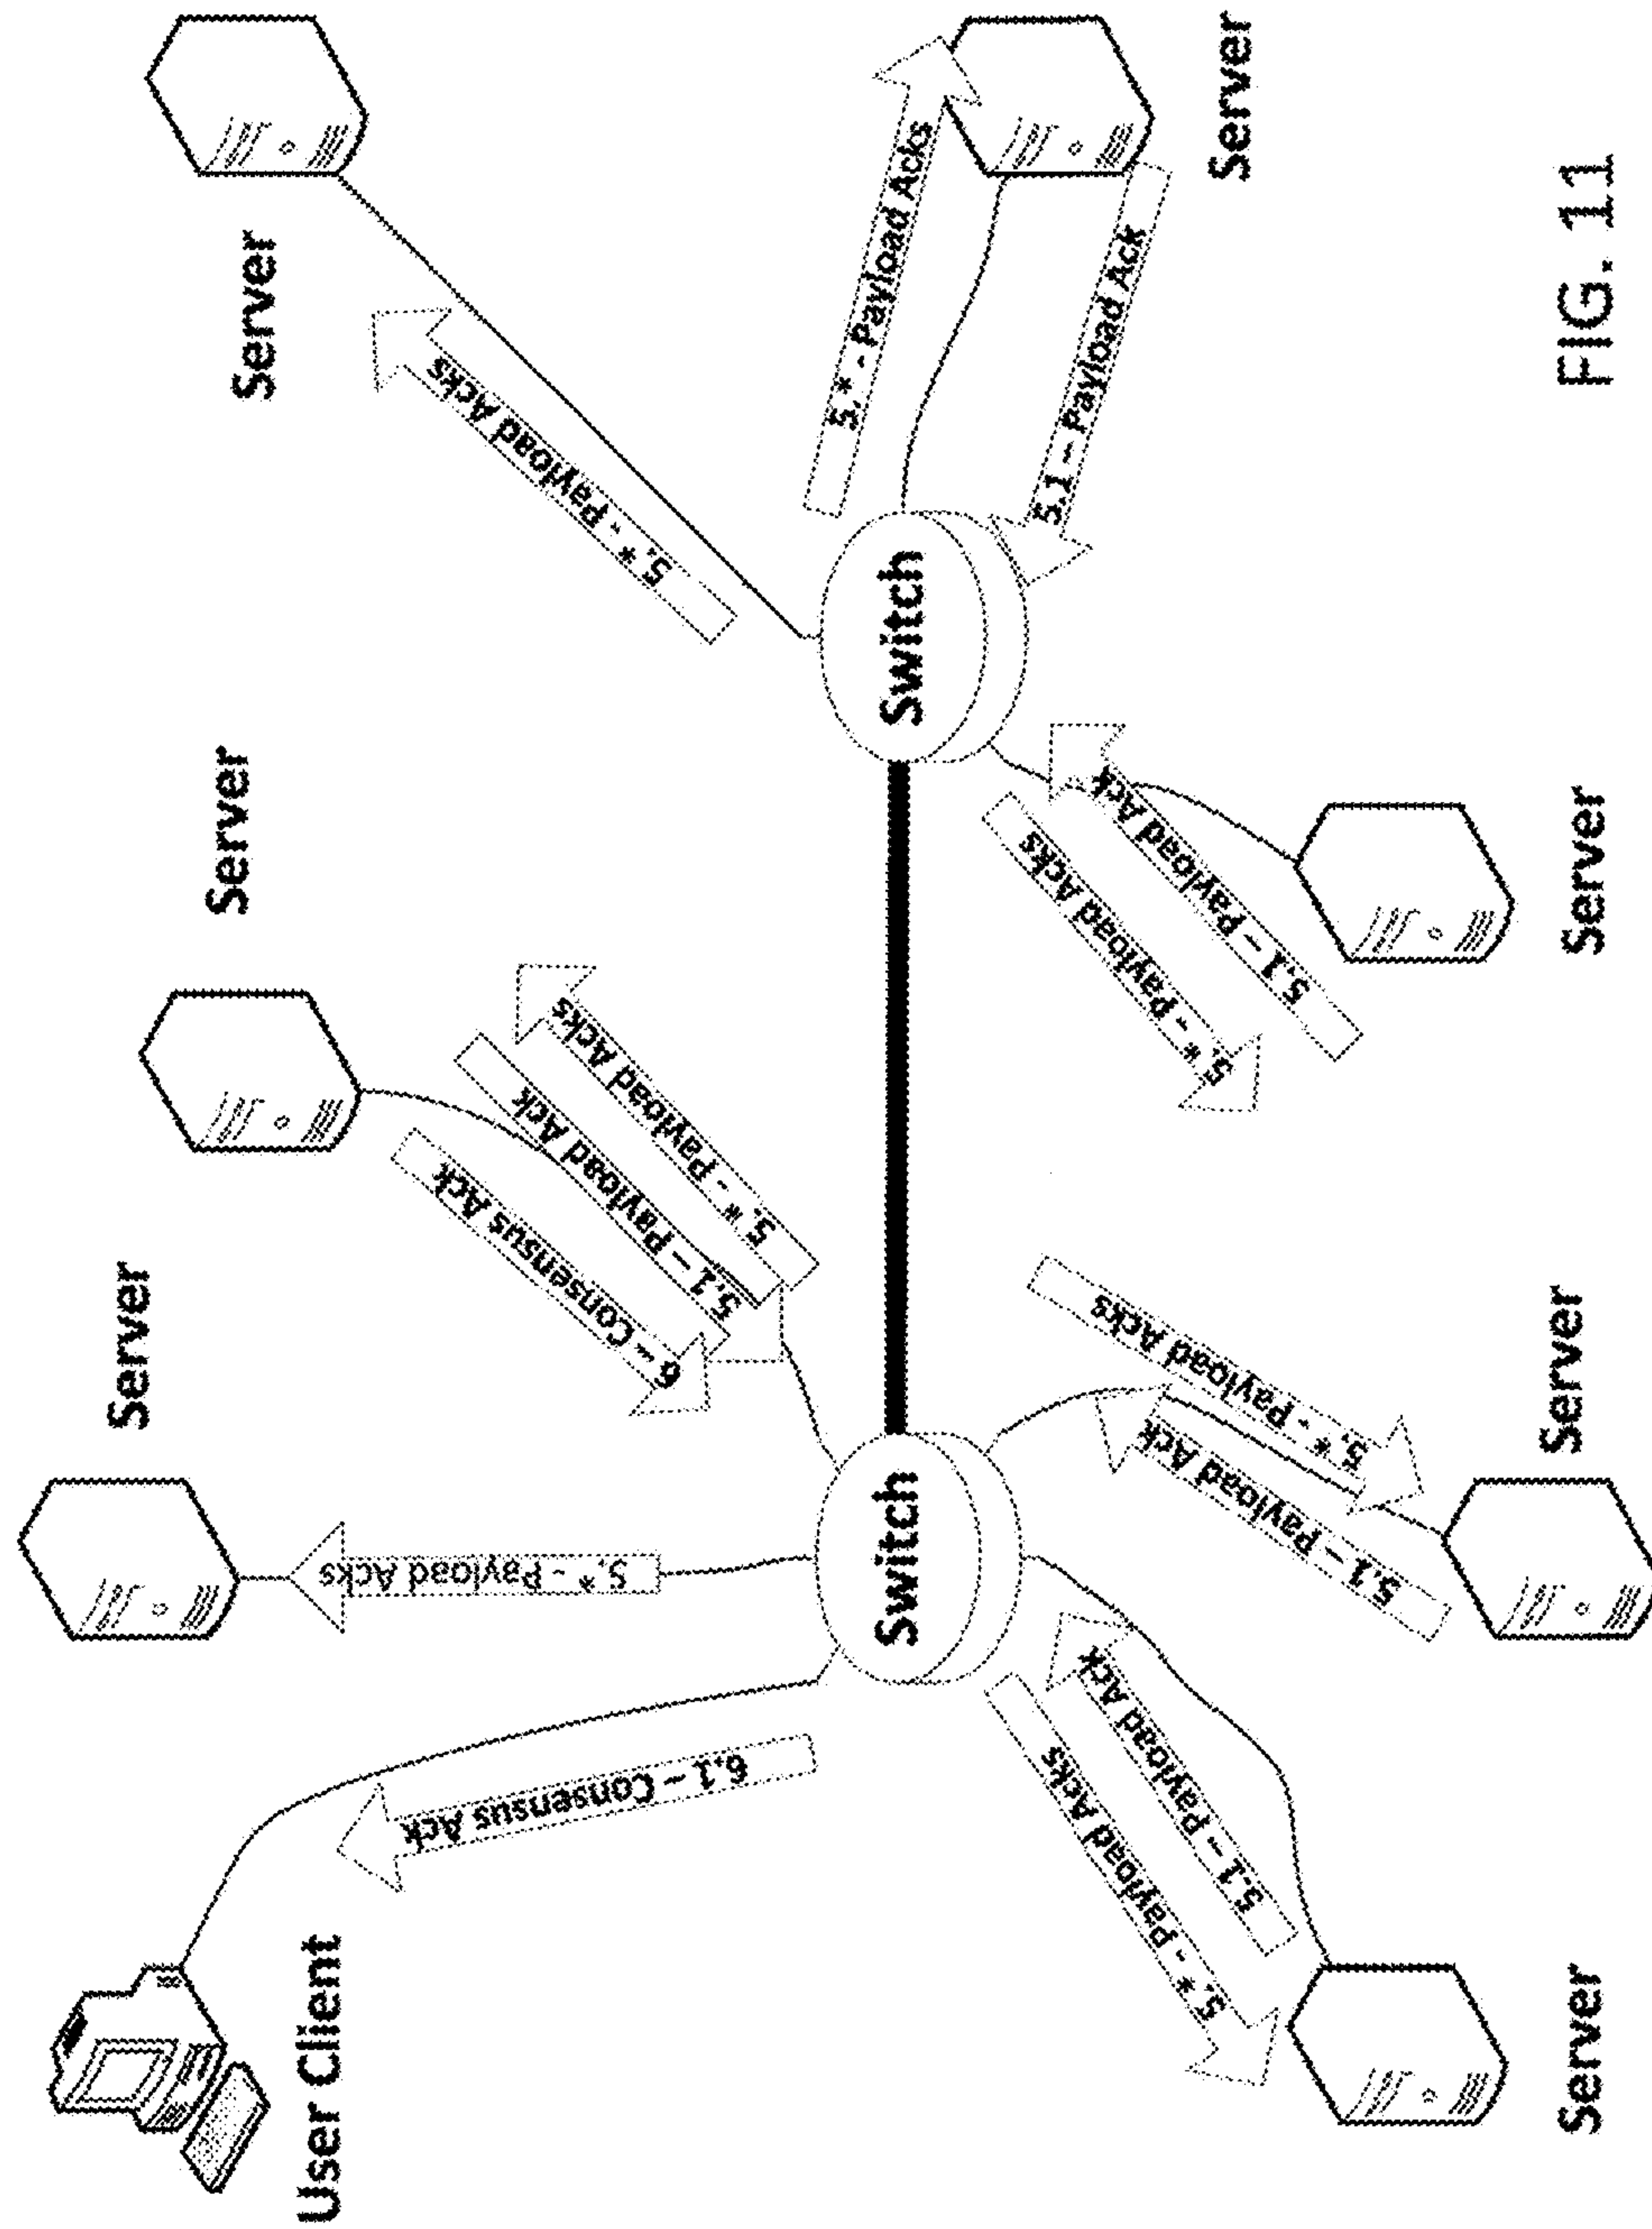 Server
Server
Server
User Client
6.1 – Consensus Ack
5.* - Payload Acks
6 – Consensus Ack
5.1 – Payload Ack
5.* - Payload Acks
5.* - Payload Acks
Switch
Switch
5.* - Payload Acks
5.1 – Payload Ack
Server
5.* - Payload Acks
5.1 – Payload Ack
5.1 – Payload Ack
5.* - Payload Acks
5.* - Payload Acks
5.1 – Payload Ack
Server
Server
Server
FIG. 11